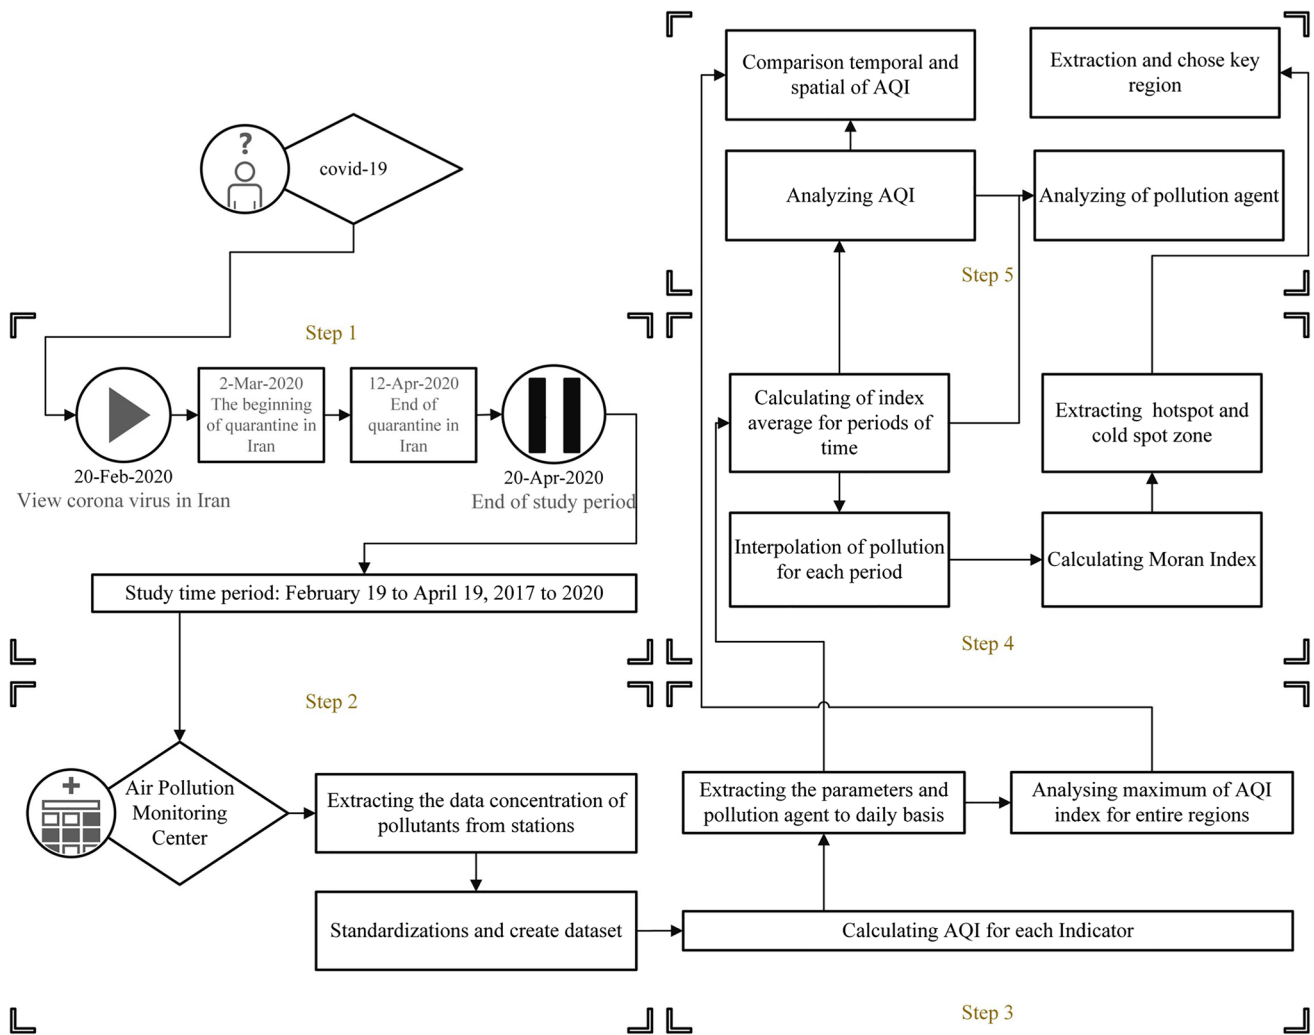 ?
covid-19
Step 1
2-Mar-2020
The beginning
of quarantine in
Iran
12-Apr-2020
End of
quarantine in
Iran
20-Feb-2020
View corona virus in Iran
20-Apr-2020
End of study period
Study time period: February 19 to April 19, 2017 to 2020
Step 2
Air Pollution
Monitoring
Center
Extracting the data concentration of
pollutants from stations
Standardizations and create dataset
Calculating AQI for each Indicator
Extracting the parameters and
pollution agent to daily basis
Analysing maximum of AQI
index for entire regions
Step 3
Calculating of index
average for periods of
time
Interpolation of pollution
for each period
Calculating Moran Index
Extracting hotspot and
cold spot zone
Step 4
Comparison temporal and
spatial of AQI
Extraction and chose key
region
Analyzing AQI
Analyzing of pollution agent
Step 5